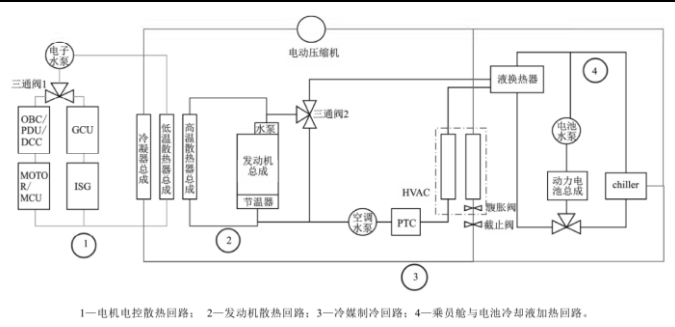 电动压缩机
电子
水泵
三通阀1
OBC/
PDU/
DCC
GCU
MOTO
R/
MCU
ISG
①
冷凝器总成
低温散热器总成
高温散热器总成
水泵
发动机
总成
节温器
②
三通阀2
空调
水泵
PTC
HVAC
液换热器
膨胀阀
截止阀
③
④
电池
水泵
动力电
池总成
chiller
1—电机电控散热回路; 2—发动机散热回路; 3—冷媒制冷回路; 4—乘员舱与电池冷却液加热回路。